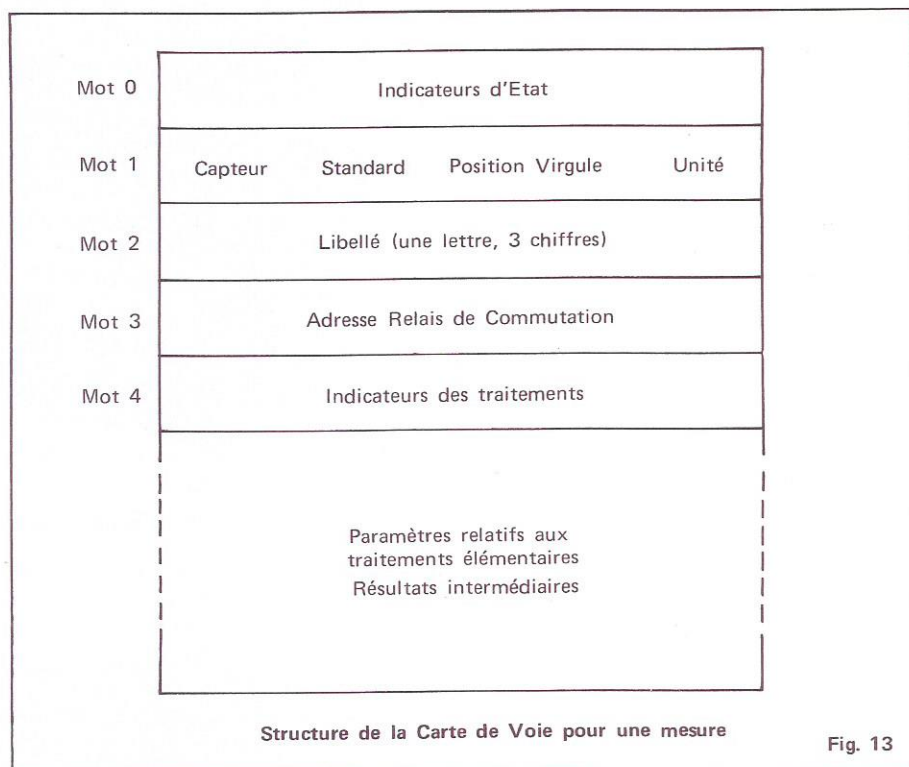 Mot 0 Indicateurs d'Etat
Mot 1 Capteur Standard Position Virgule Unité
Mot 2 Libellé (une lettre, 3 chiffres)
Mot 3 Adresse Relais de Commutation
Mot 4 Indicateurs des traitements
Paramètres relatifs aux
traitements élémentaires
Résultats intermédiaires
Structure de la Carte de Voie pour une mesure
Fig. 13